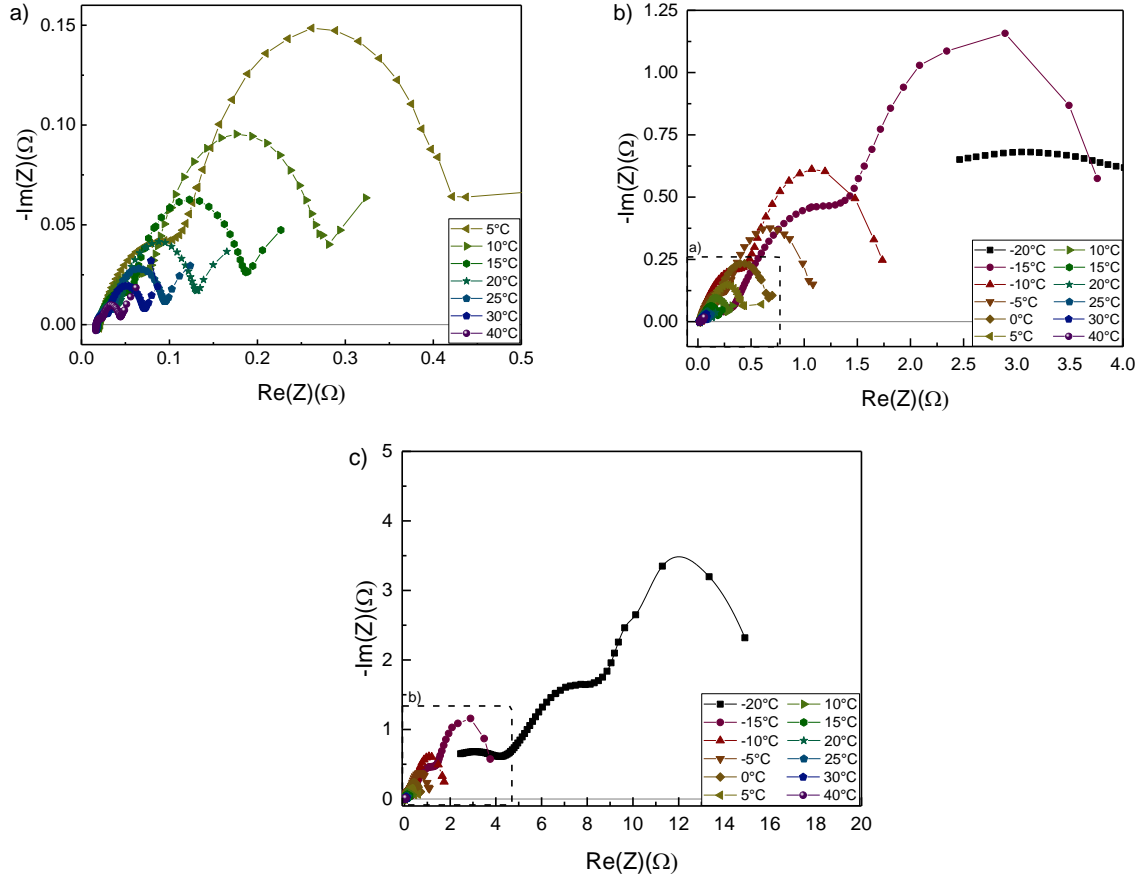 a)
0.15
0.10
0.05
0.00
-Im(Z)(Ω)
0.0 0.1 0.2 0.3 0.4 0.5
Re(Z)(Ω)
5°C
10°C
15°C
20°C
25°C
30°C
40°C
b)
1.25
1.00
0.75
0.50
0.25
0.00
-Im(Z)(Ω)
a)
0.0 0.5 1.0 1.5 2.0 2.5 3.0 3.5 4.0
Re(Z)(Ω)
-20°C 10°C
-15°C 15°C
-10°C 20°C
-5°C 25°C
0°C 30°C
5°C 40°C
c)
5
4
3
2
1
0
-Im(Z)(Ω)
b)
0 2 4 6 8 10 12 14 16 18 20
Re(Z)(Ω)
-20°C 10°C
-15°C 15°C
-10°C 20°C
-5°C 25°C
0°C 30°C
5°C 40°C